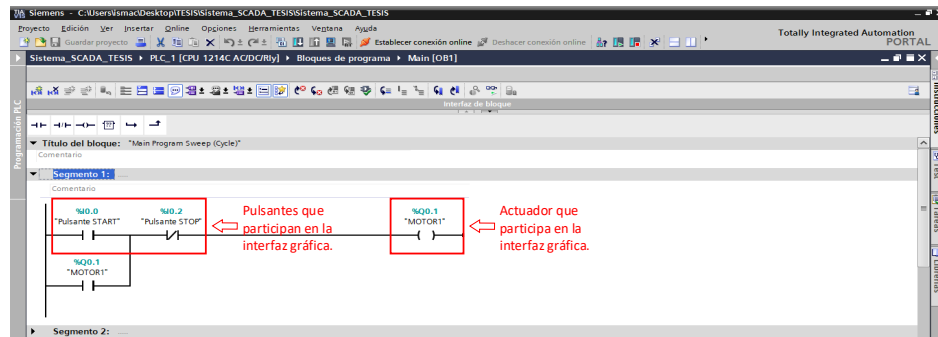 Siemens - C:\Users\ismac\Desktop\TESIS\Sistema_SCADA_TESIS\Sistema_SCADA_TESIS
Proyecto Edición Ver Insertar Online Opciones Herramientas Ventana Ayuda
Totally Integrated Automation
PORTAL
Guardar proyecto
Establecer conexión online
Deshacer conexión online
Sistema_SCADA_TESIS ▸ PLC_1 [CPU 1214C AC/DC/Rly] ▸ Bloques de programa ▸ Main [OB1]
Interfaz de bloque
Programación PLC
Instrucciones
Test
Tareas
Librerías
Título del bloque: "Main Program Sweep (Cycle)"
Comentario
Segmento 1: .....
Comentario
%I0.0
"Pulsante START"
%I0.2
"Pulsante STOP"
Pulsantes que
participan en la
interfaz gráfica.
%Q0.1
"MOTOR1"
Actuador que
participa en la
interfaz gráfica.
%Q0.1
"MOTOR1"
Segmento 2: .....